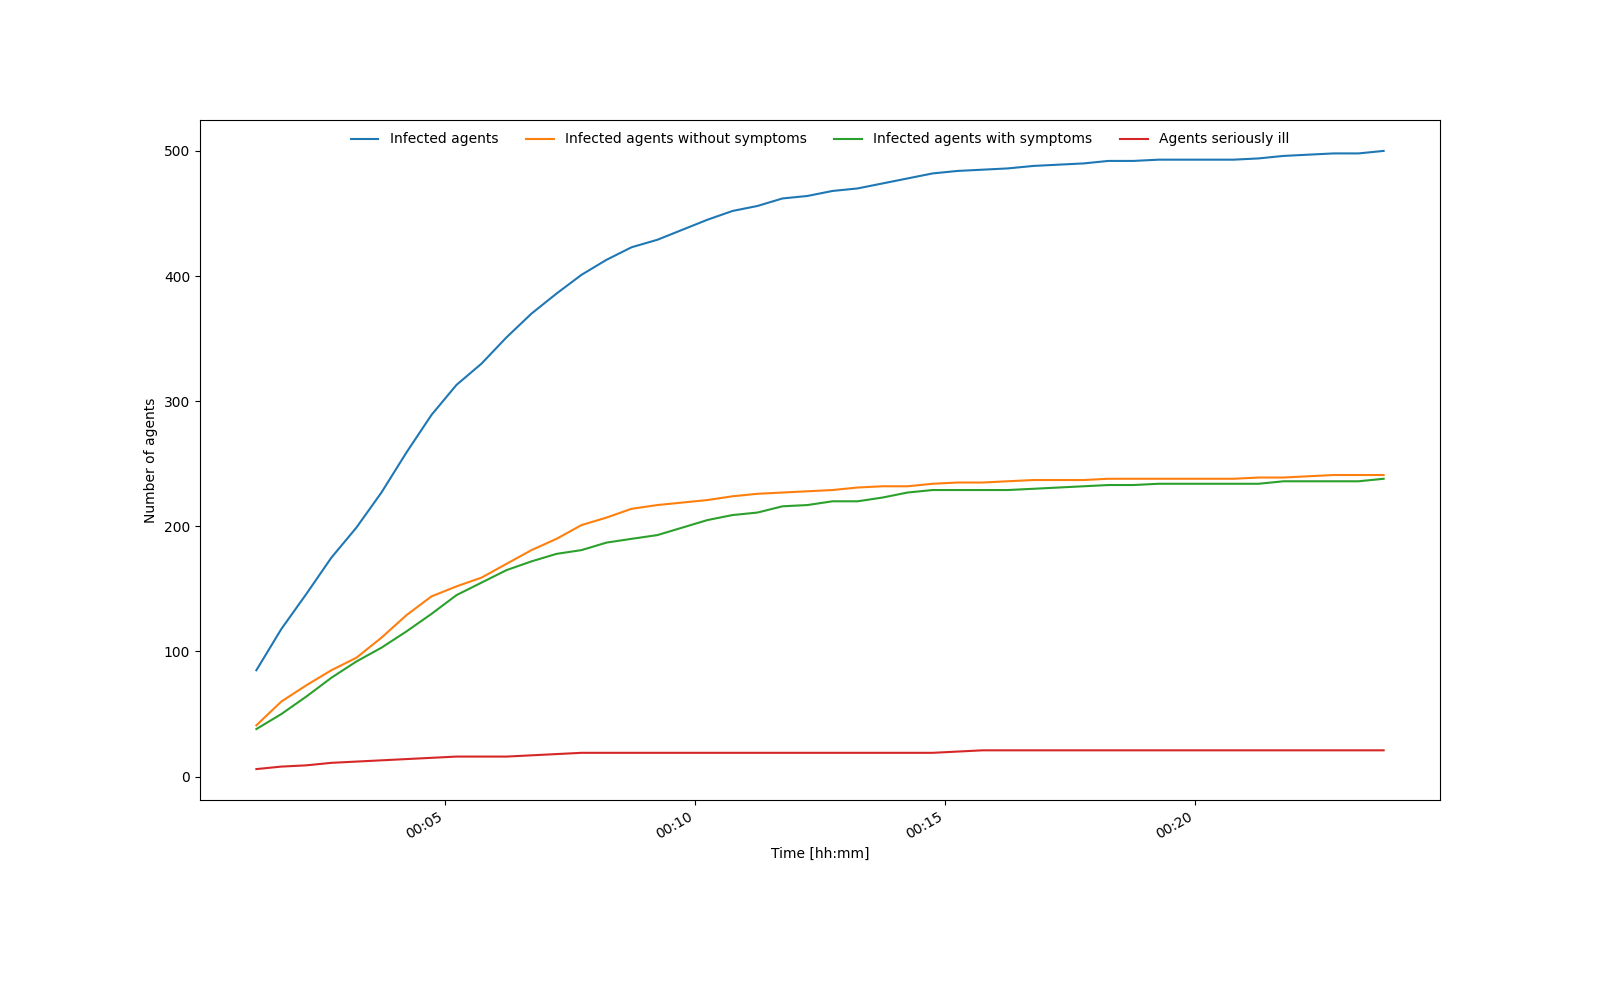 Infected agents
Infected agents without symptoms
Infected agents with symptoms
Agents seriously ill
500
400
300
200
100
0
Number of agents
00:05
00:10
00:15
00:20
Time [hh:mm]